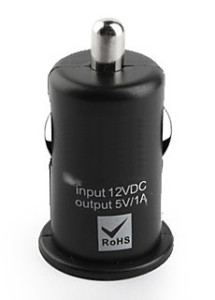 input 12VDC
output 5V/1A
RoHS